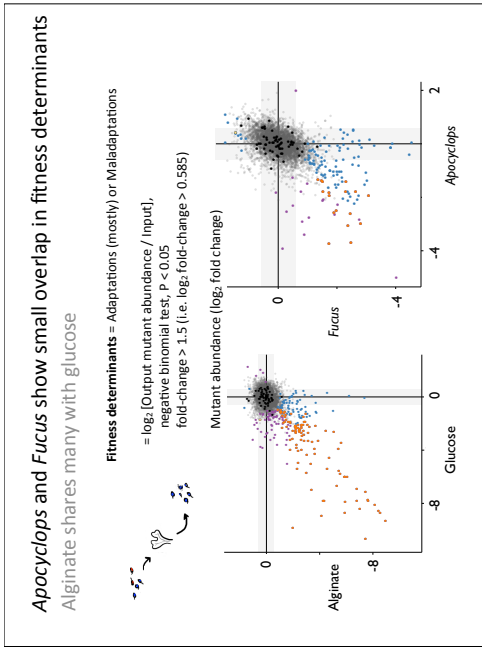 Apocyclops and Fucus show small overlap in fitness determinants
Alginate shares many with glucose
Fitness determinants = Adaptations (mostly) or Maladaptations
= log₂ [Output mutant abundance / Input],
negative binomial test, P < 0.05
fold-change > 1.5 (i.e. log₂ fold-change > 0.585)
Mutant abundance (log₂ fold change)
Alginate
0
-8
-8
0
Glucose
Fucus
0
-4
-4
2
Apocyclops